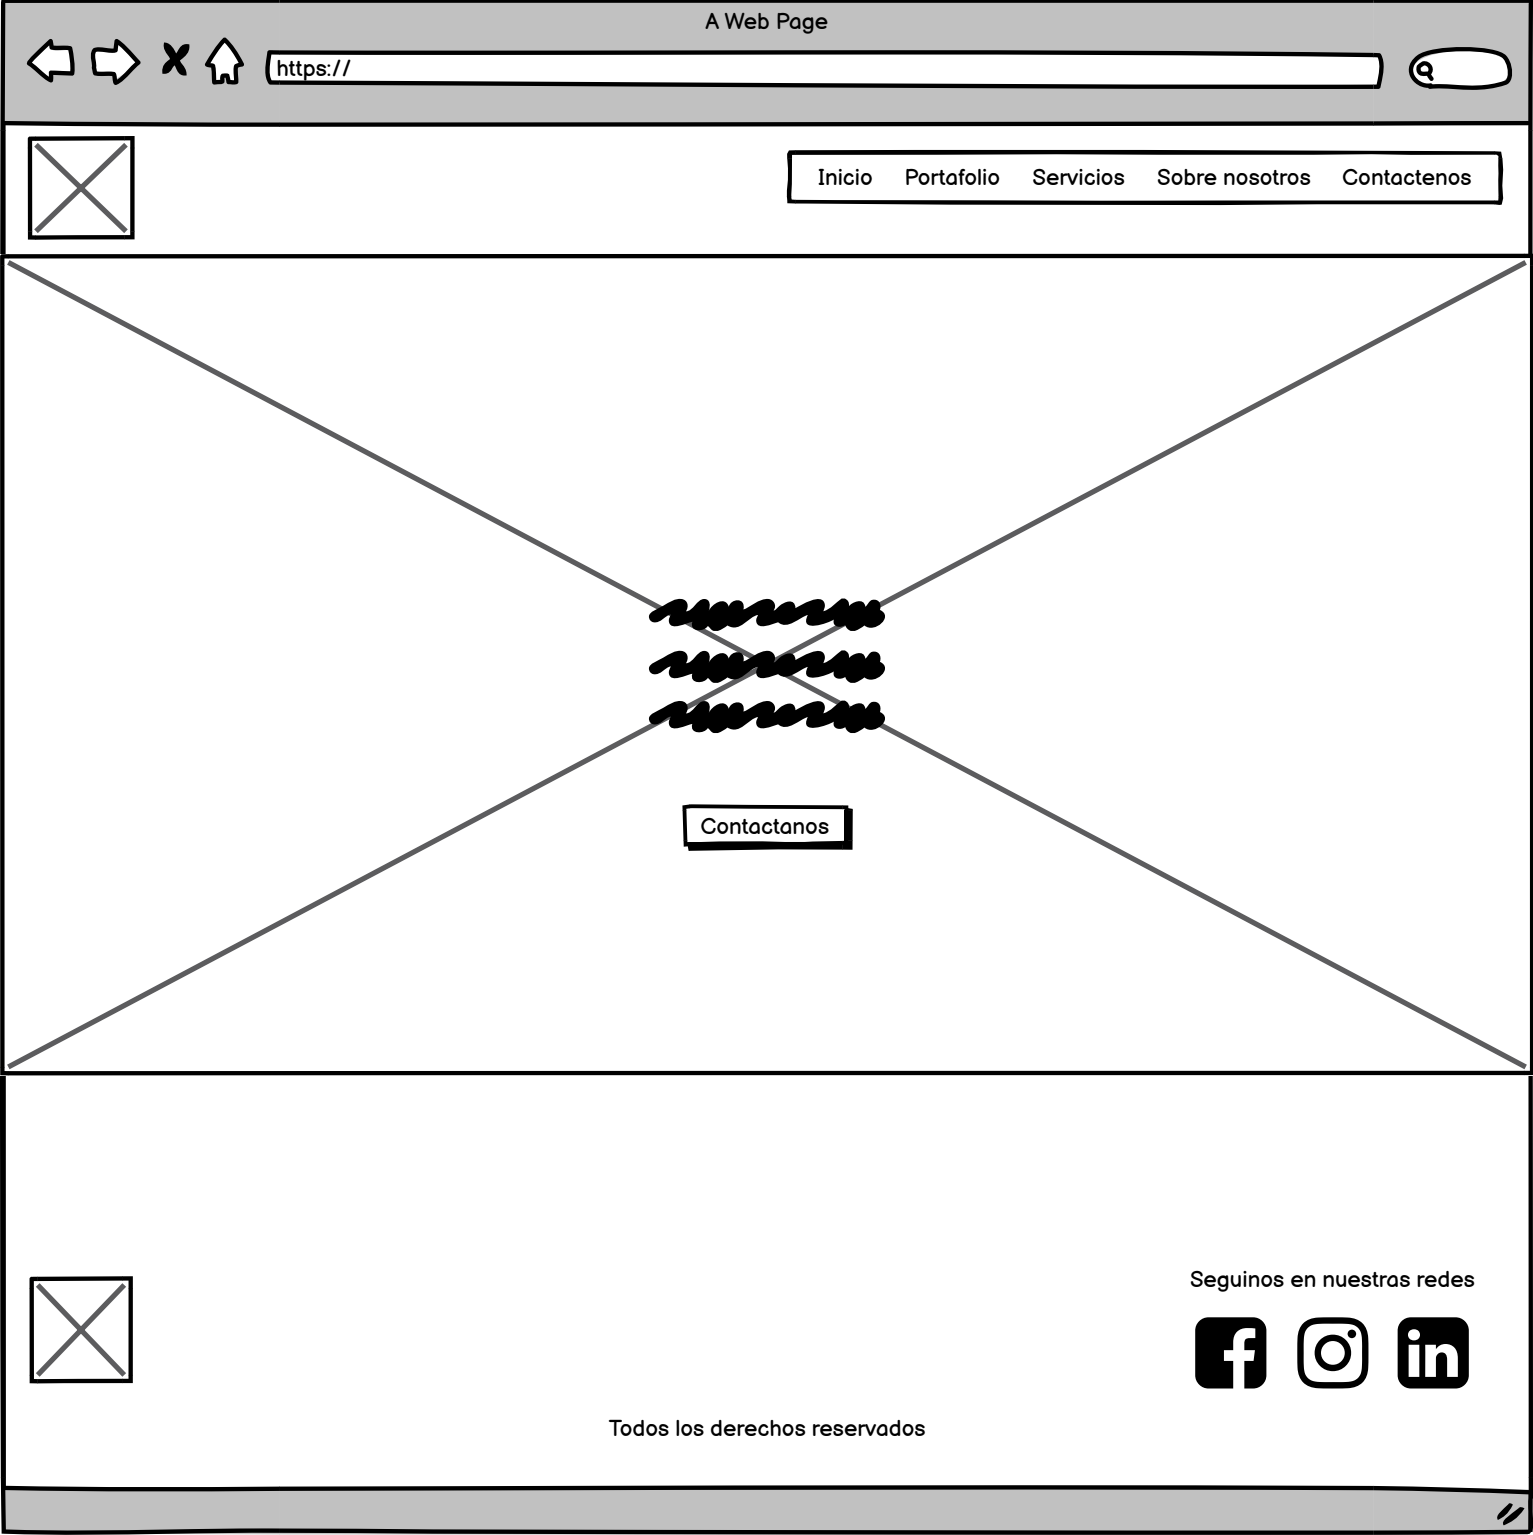 A Web Page
https://
Inicio Portafolio Servicios Sobre nosotros Contactenos
Contactanos
Seguinos en nuestras redes
Todos los derechos reservados